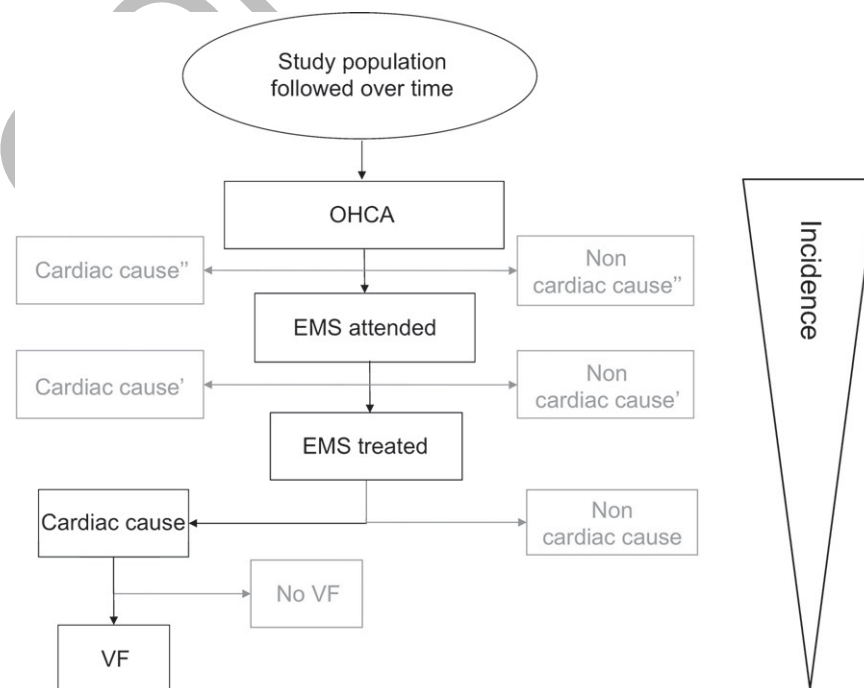 Study population
followed over time
OHCA
Cardiac cause’’
Non
cardiac cause’’
EMS attended
Cardiac cause’
Non
cardiac cause’
EMS treated
Cardiac cause
Non
cardiac cause
No VF
VF
Incidence